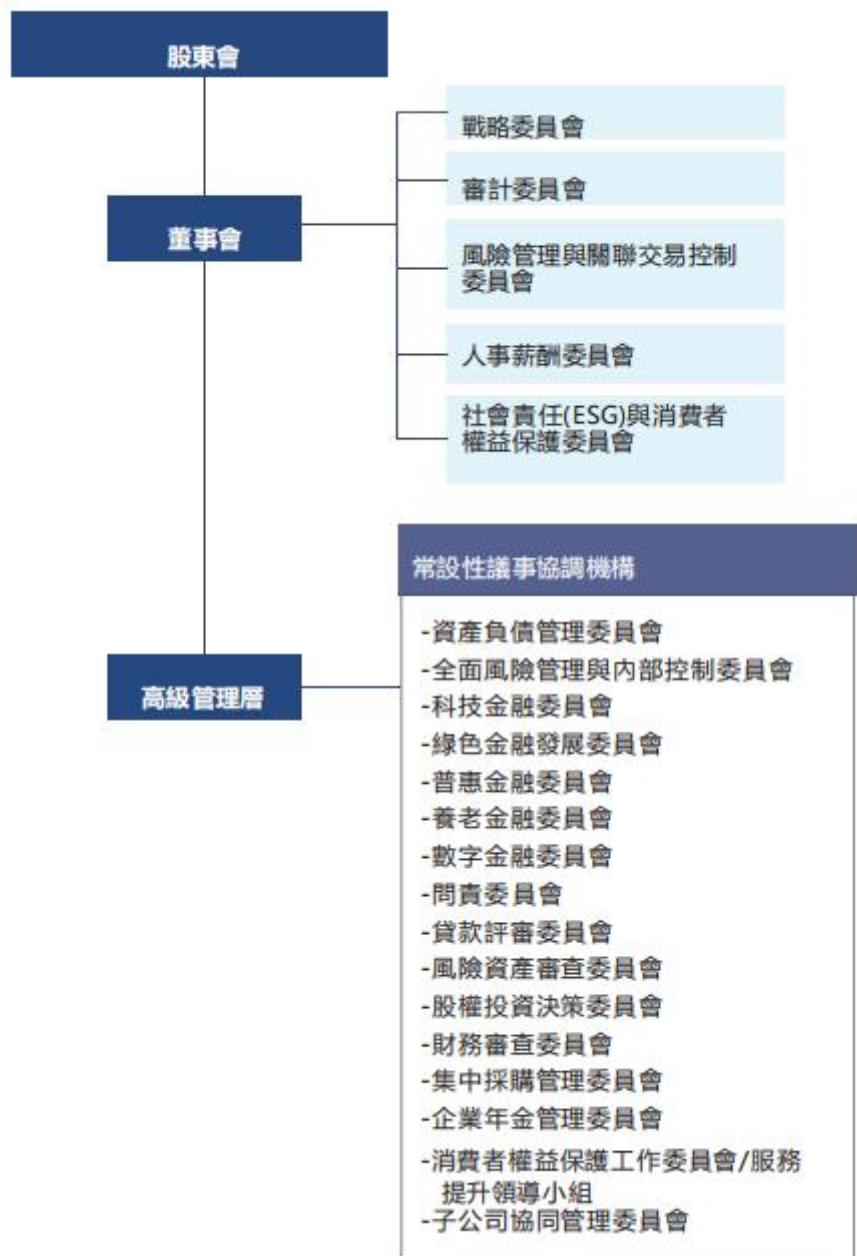 股東會
戰略委員會
審計委員會
董事會
風險管理與關聯交易控制
委員會
人事薪酬委員會
社會責任(ESG)與消費者
權益保護委員會
常設性議事協調機構
高級管理層
-資產負債管理委員會
-全面風險管理與內部控制委員會
-科技金融委員會
-綠色金融發展委員會
-普惠金融委員會
-養老金融委員會
-數字金融委員會
-問責委員會
-貸款評審委員會
-風險資產審查委員會
-股權投資決策委員會
-財務審查委員會
-集中採購管理委員會
-企業年金管理委員會
-消費者權益保護工作委員會/服務
提升領導小組
-子公司協同管理委員會